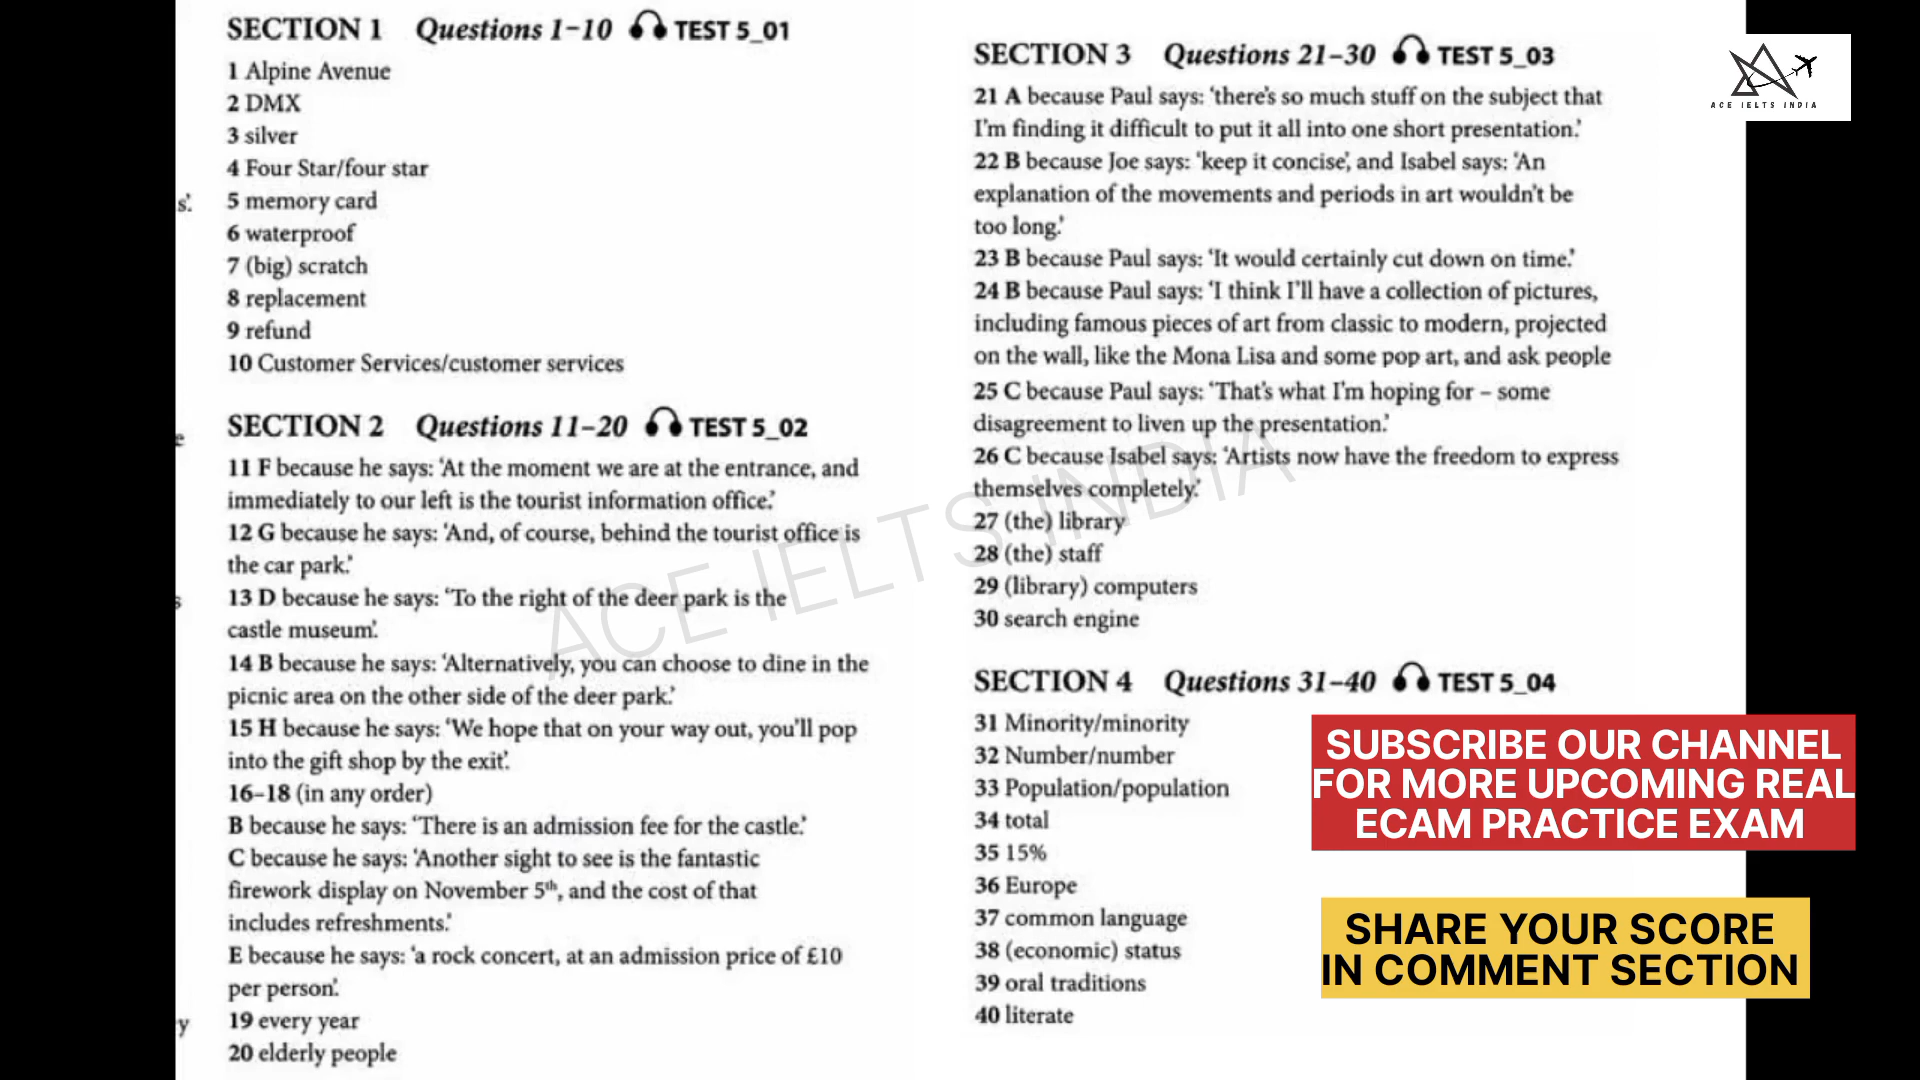 SECTION 1 Questions 1–10 TEST 5_01
1 Alpine Avenue
2 DMX
3 silver
4 Four Star/four star
5 memory card
6 waterproof
7 (big) scratch
8 replacement
9 refund
10 Customer Services/customer services
SECTION 2 Questions 11–20 TEST 5_02
11 F because he says: 'At the moment we are at the entrance, and
immediately to our left is the tourist information office.'
12 G because he says: 'And, of course, behind the tourist office is
the car park.'
13 D because he says: 'To the right of the deer park is the
castle museum'.
14 B because he says: 'Alternatively, you can choose to dine in the
picnic area on the other side of the deer park.'
15 H because he says: 'We hope that on your way out, you'll pop
into the gift shop by the exit'.
16–18 (in any order)
B because he says: 'There is an admission fee for the castle.'
C because he says: 'Another sight to see is the fantastic
firework display on November 5th, and the cost of that
includes refreshments.'
E because he says: 'a rock concert, at an admission price of £10
per person'.
19 every year
20 elderly people
s'.
e
s
y
SECTION 3 Questions 21–30 TEST 5_03
21 A because Paul says: 'there's so much stuff on the subject that
I'm finding it difficult to put it all into one short presentation.'
22 B because Joe says: 'keep it concise', and Isabel says: 'An
explanation of the movements and periods in art wouldn't be
too long.'
23 B because Paul says: 'It would certainly cut down on time.'
24 B because Paul says: 'I think I'll have a collection of pictures,
including famous pieces of art from classic to modern, projected
on the wall, like the Mona Lisa and some pop art, and ask people
25 C because Paul says: 'That's what I'm hoping for – some
disagreement to liven up the presentation.'
26 C because Isabel says: 'Artists now have the freedom to express
themselves completely.'
27 (the) library
28 (the) staff
29 (library) computers
30 search engine
SECTION 4 Questions 31–40 TEST 5_04
31 Minority/minority
32 Number/number
33 Population/population
34 total
35 15%
36 Europe
37 common language
38 (economic) status
39 oral traditions
40 literate
ACE IELTS INDIA
ACE IELTS INDIA
SUBSCRIBE OUR CHANNEL
FOR MORE UPCOMING REAL
ECAM PRACTICE EXAM
SHARE YOUR SCORE
IN COMMENT SECTION